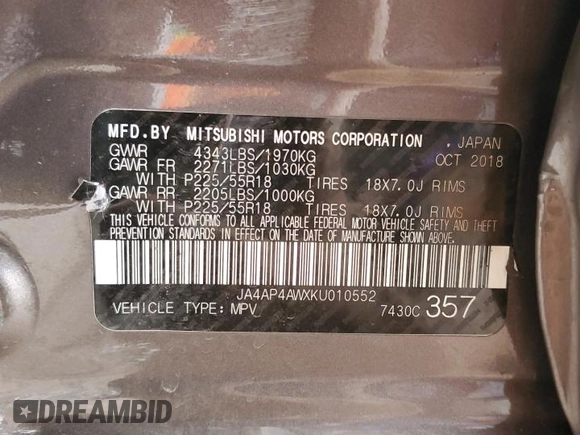 MFD.BY MITSUBISHI MOTORS CORPORATION . JAPAN
GVWR 4343LBS/1970KG OCT 2018
GAWR FR 2271LBS/1030KG
WITH P225/55R18 TIRES 18X7.0J RIMS
GAWR RR 2205LBS/1000KG
WITH P225/55R18 TIRES 18X7.0J RIMS
THIS VEHICLE CONFORMS TO ALL APPLICABLE FEDERAL MOTOR VEHICLE SAFETY AND THEFT
PREVENTION STANDARDS IN EFFECT ON THE DATE OF MANUFACTURE SHOWN ABOVE.
JA4AP4AWXKU010552
VEHICLE TYPE: MPV 7430C 357
DREAMBID